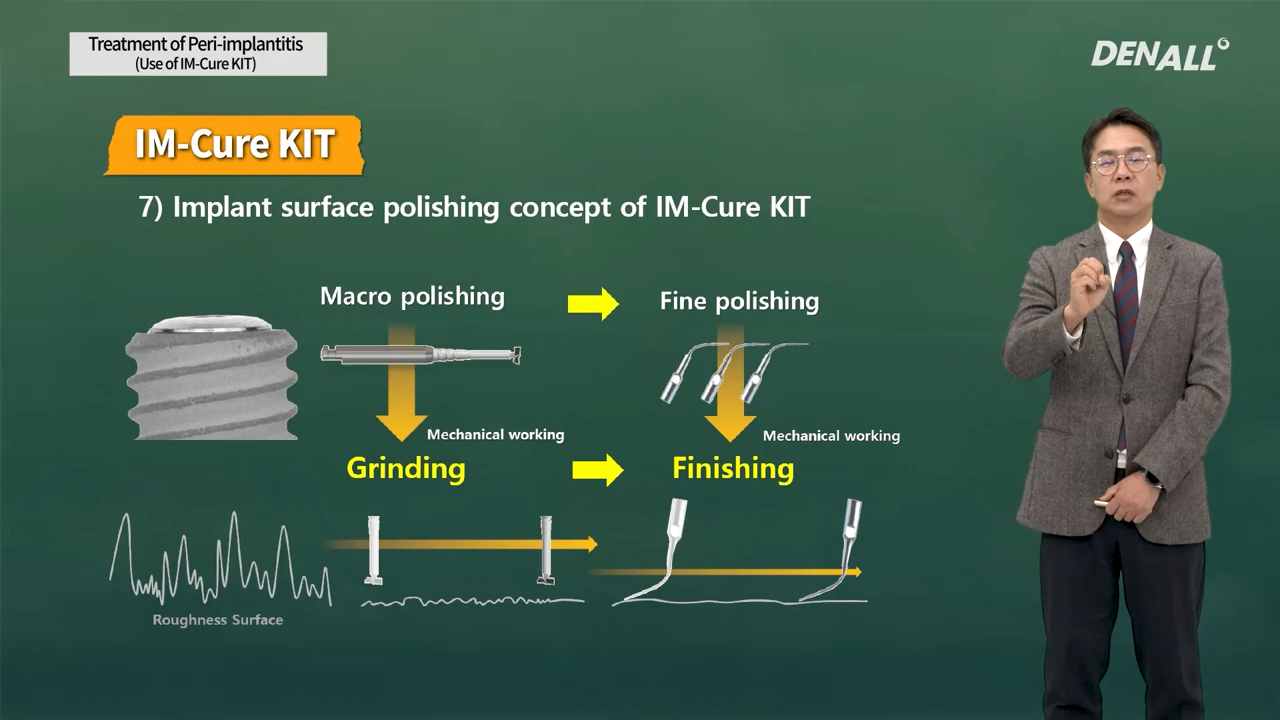 Treatment of Peri-implantitis
(Use of IM-Cure KIT)
DENALL
IM-Cure KIT
7) Implant surface polishing concept of IM-Cure KIT
Macro polishing
Fine polishing
Mechanical working
Mechanical working
Grinding
Finishing
Roughness Surface